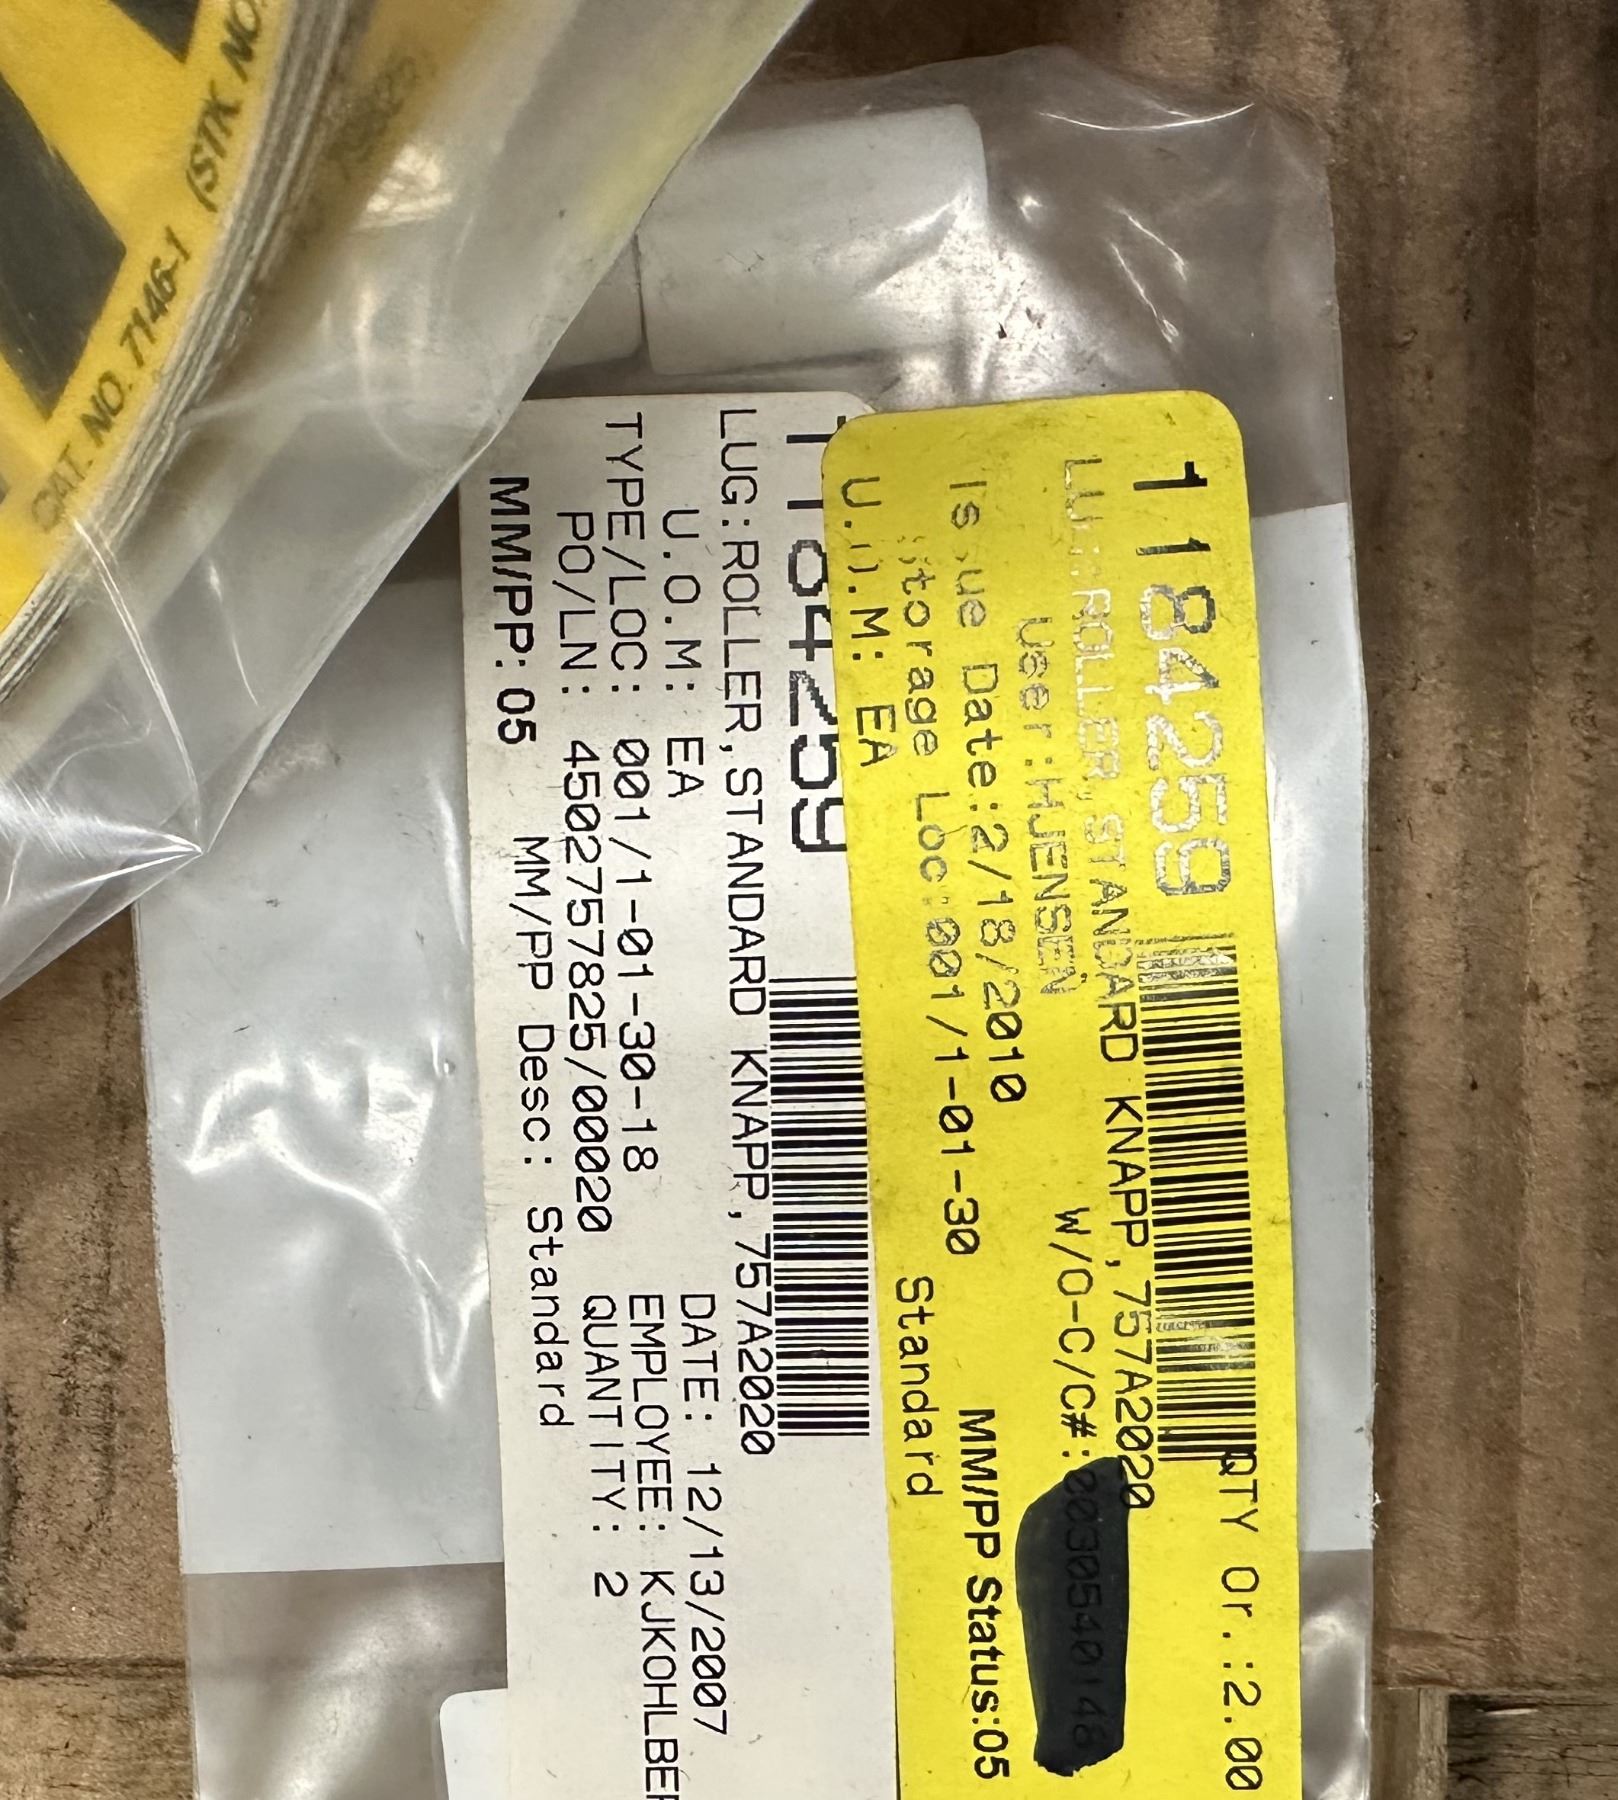 CAT. NO. 7146-1 (STK NO.
1184259
LUG:ROLLER,STANDARD KNAPP,757A2020
QTY Or.:2.00
User:HJENSEN W/O-C/C#:
Issue Date:2/18/2010
Storage Loc:001/1-01-30 MM/PP Status:05
U.O.M: EA Standard
1184259
LUG:ROLLER,STANDARD KNAPP,757A2020
U.O.M: EA DATE: 12/13/2007
TYPE/LOC: 001/1-01-30-18 EMPLOYEE: KJKOHLBER
PO/LN: 4502757825/00020 QUANTITY: 2
MM/PP: 05 MM/PP Desc: Standard